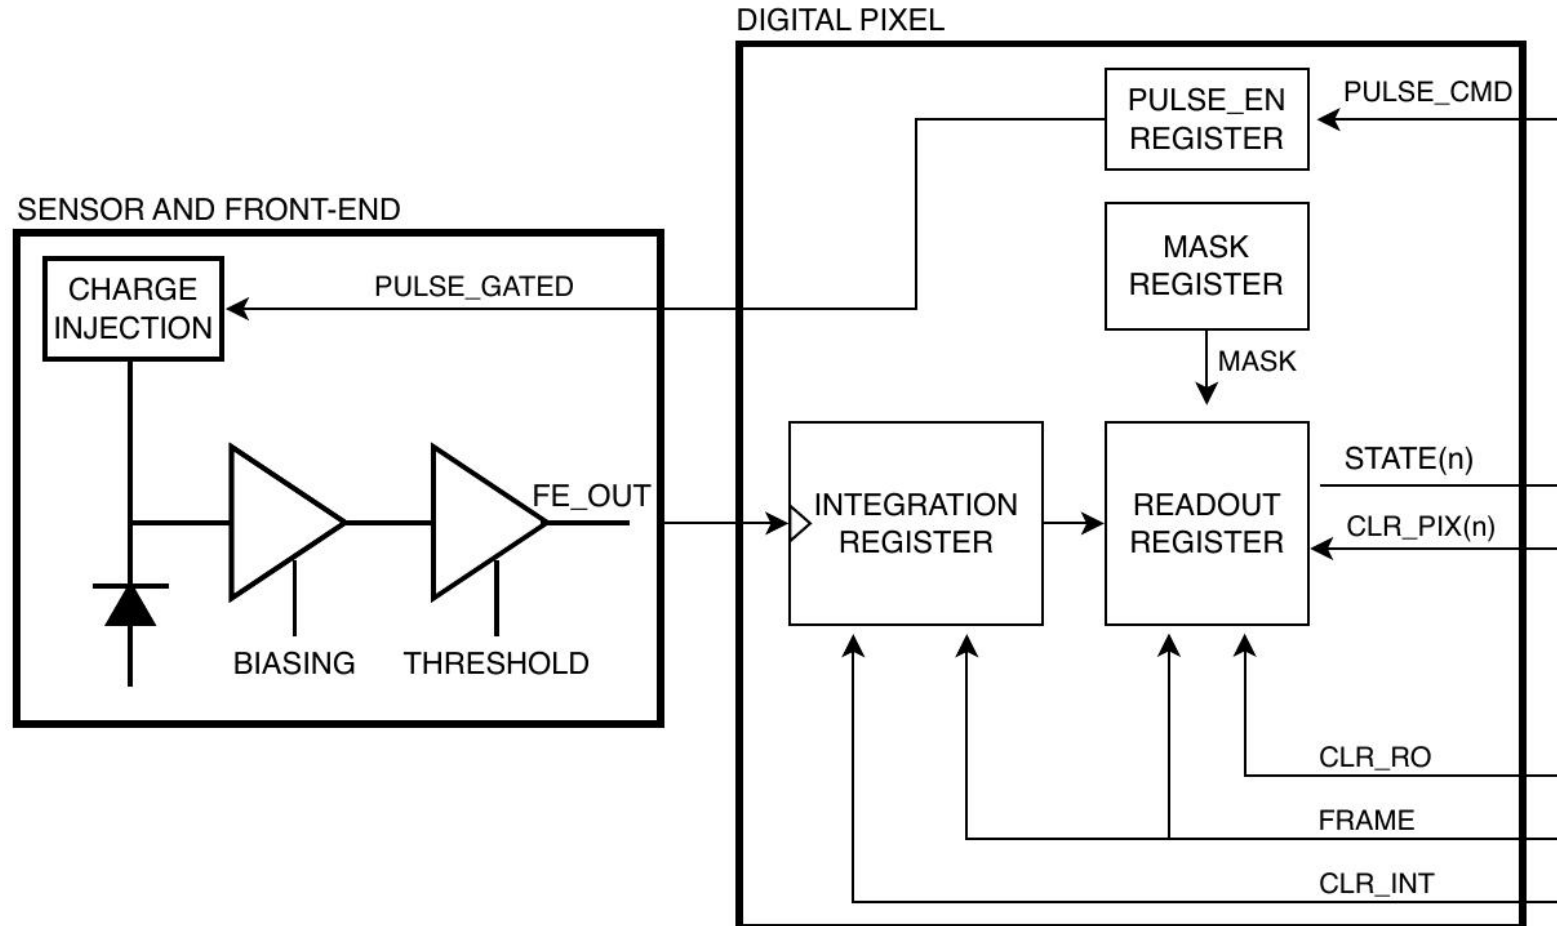 DIGITAL PIXEL
PULSE_EN
REGISTER
PULSE_CMD
SENSOR AND FRONT-END
CHARGE
INJECTION
PULSE_GATED
MASK
REGISTER
MASK
FE_OUT
INTEGRATION
REGISTER
READOUT
REGISTER
STATE(n)
CLR_PIX(n)
BIASING
THRESHOLD
CLR_RO
FRAME
CLR_INT